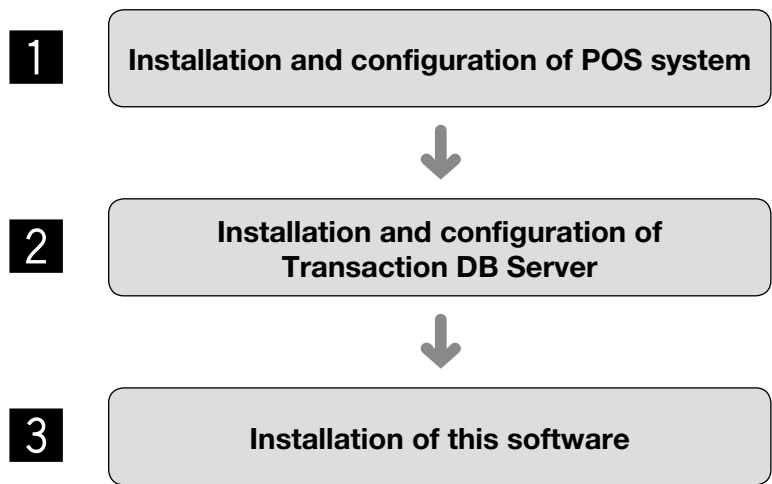 1
Installation and configuration of POS system
2
Installation and configuration of
Transaction DB Server
3
Installation of this software